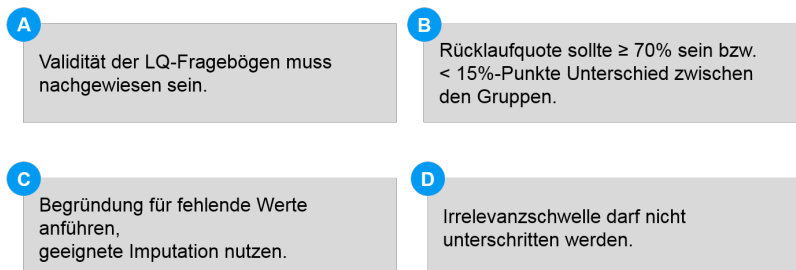 A
Validität der LQ-Fragebögen muss
nachgewiesen sein.
B
Rücklaufquote sollte ≥ 70% sein bzw.
< 15%-Punkte Unterschied zwischen
den Gruppen.
C
Begründung für fehlende Werte
anführen,
geeignete Imputation nutzen.
D
Irrelevanzschwelle darf nicht
unterschritten werden.